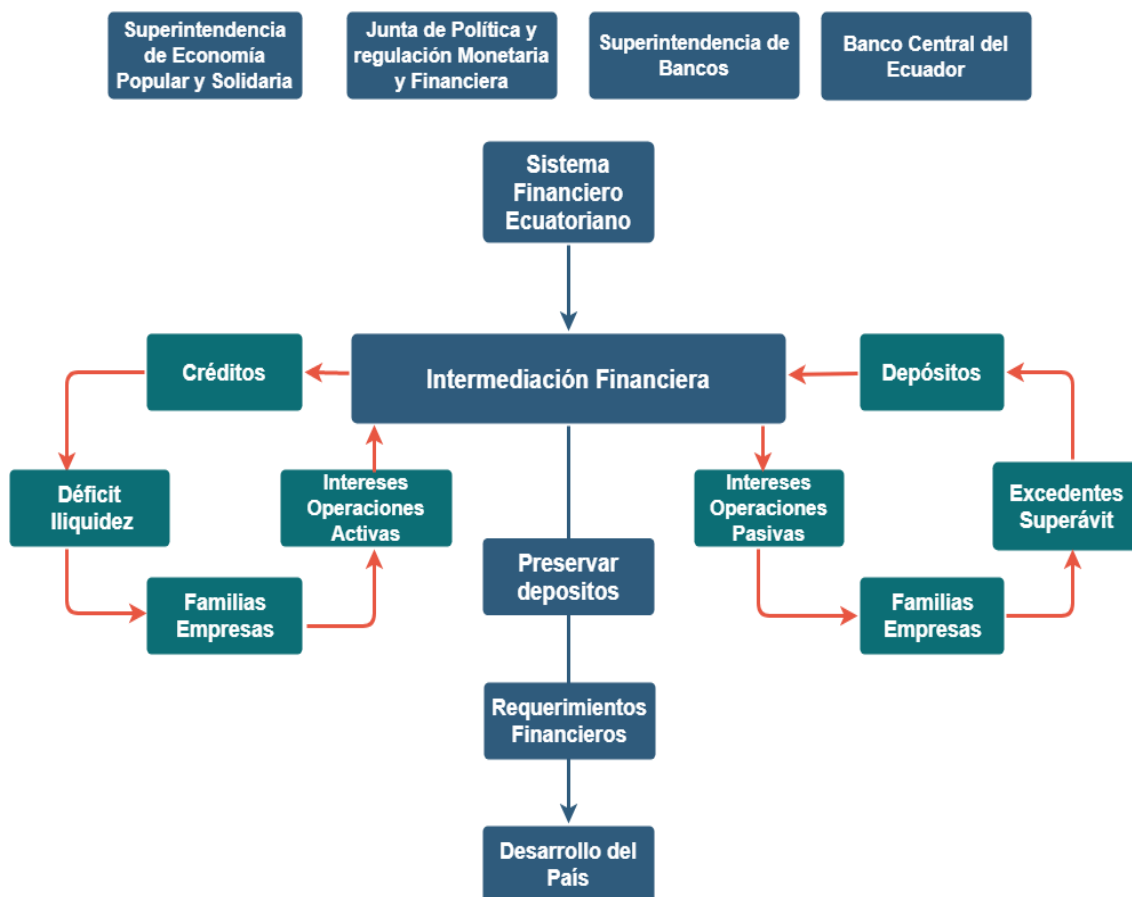 Superintendencia
de Economía
Popular y Solidaria
Junta de Política y
regulación Monetaria
y Financiera
Superintendencia de
Bancos
Banco Central del
Ecuador
Sistema
Financiero
Ecuatoriano
Créditos
Intermediación Financiera
Depósitos
Déficit
Iliquidez
Intereses
Operaciones
Activas
Intereses
Operaciones
Pasivas
Excedentes
Superávit
Preservar
depositos
Familias
Empresas
Familias
Empresas
Requerimientos
Financieros
Desarrollo del
País